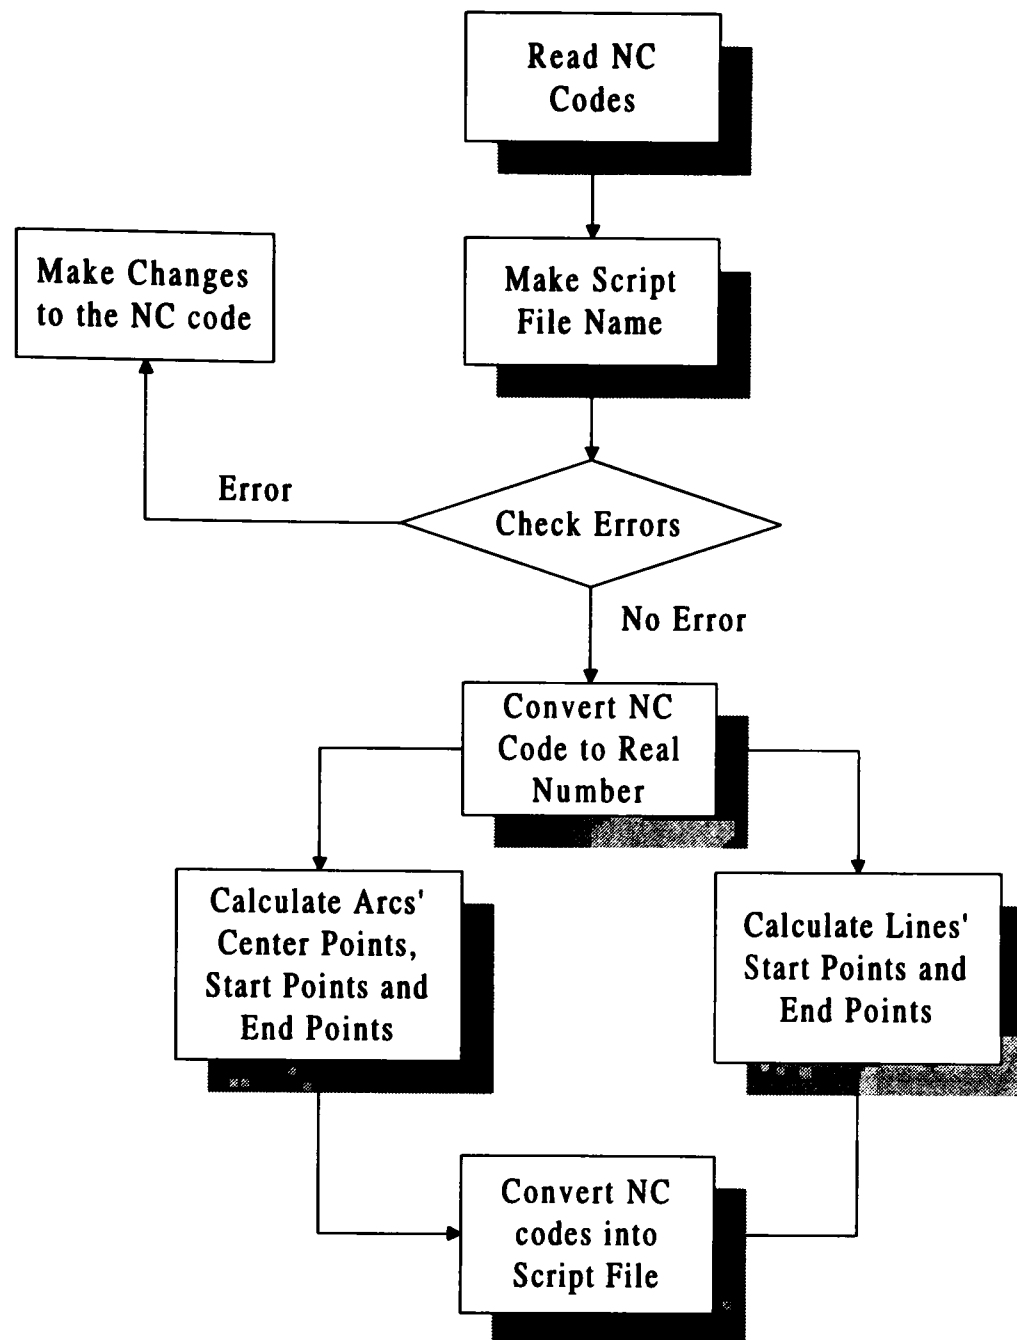 Read NC
Codes
Make Changes
to the NC code
Make Script
File Name
Error
Check Errors
No Error
Convert NC
Code to Real
Number
Calculate Arcs'
Center Points,
Start Points and
End Points
Calculate Lines'
Start Points and
End Points
Convert NC
codes into
Script File